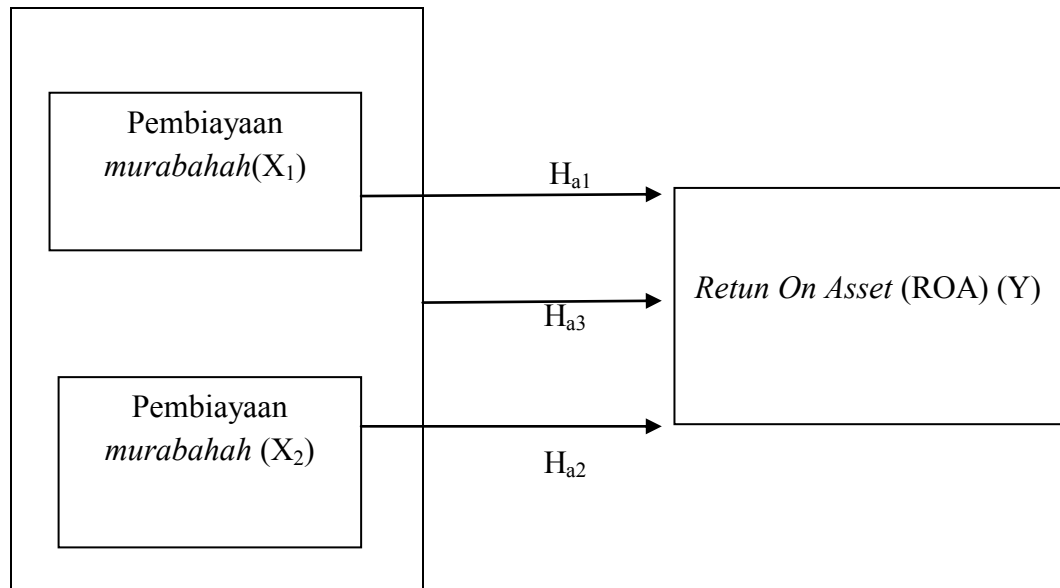 Pembiayaan
murabahah(X₁)
Hₐ₁
Retun On Asset (ROA) (Y)
Hₐ₃
Pembiayaan
murabahah (X₂)
Hₐ₂